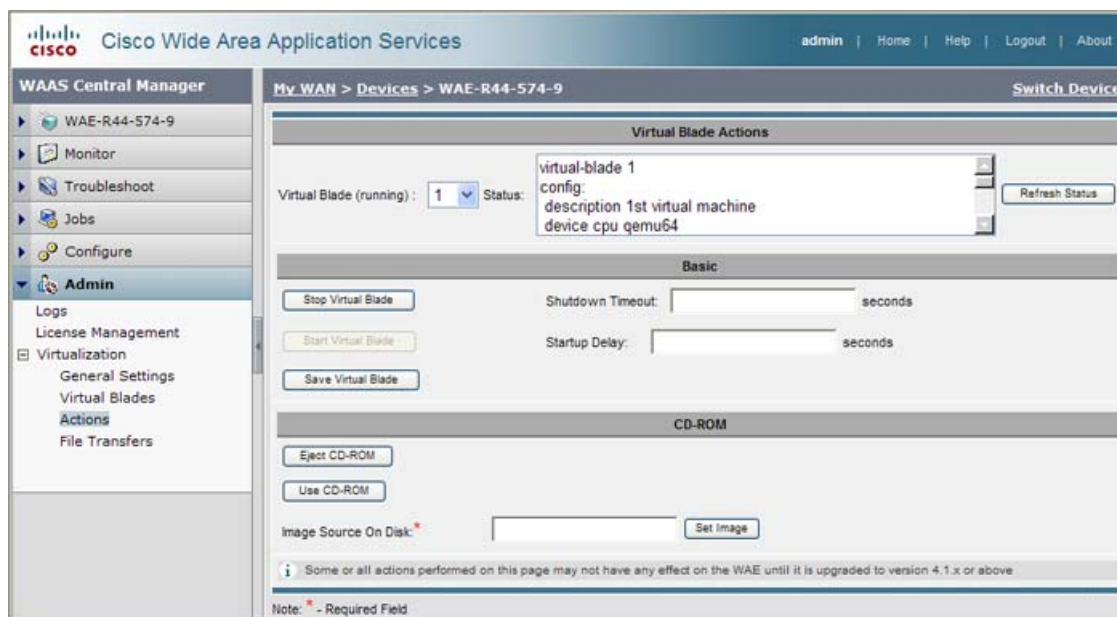 CISCO
Cisco Wide Area Application Services
admin | Home | Help | Logout | About
WAAS Central Manager
WAE-R44-574-9
Monitor
Troubleshoot
Jobs
Configure
Admin
Logs
License Management
Virtualization
General Settings
Virtual Blades
Actions
File Transfers
My WAN > Devices > WAE-R44-574-9
Switch Device
Virtual Blade Actions
Virtual Blade (running) : 1 Status:
virtual-blade 1
config:
description 1st virtual machine
device cpu qemu64
Refresh Status
Basic
Stop Virtual Blade
Shutdown Timeout: seconds
Start Virtual Blade
Startup Delay: seconds
Save Virtual Blade
CD-ROM
Eject CD-ROM
Use CD-ROM
Image Source On Disk:* Set Image
i Some or all actions performed on this page may not have any effect on the WAE until it is upgraded to version 4.1.x or above
Note: * - Required Field